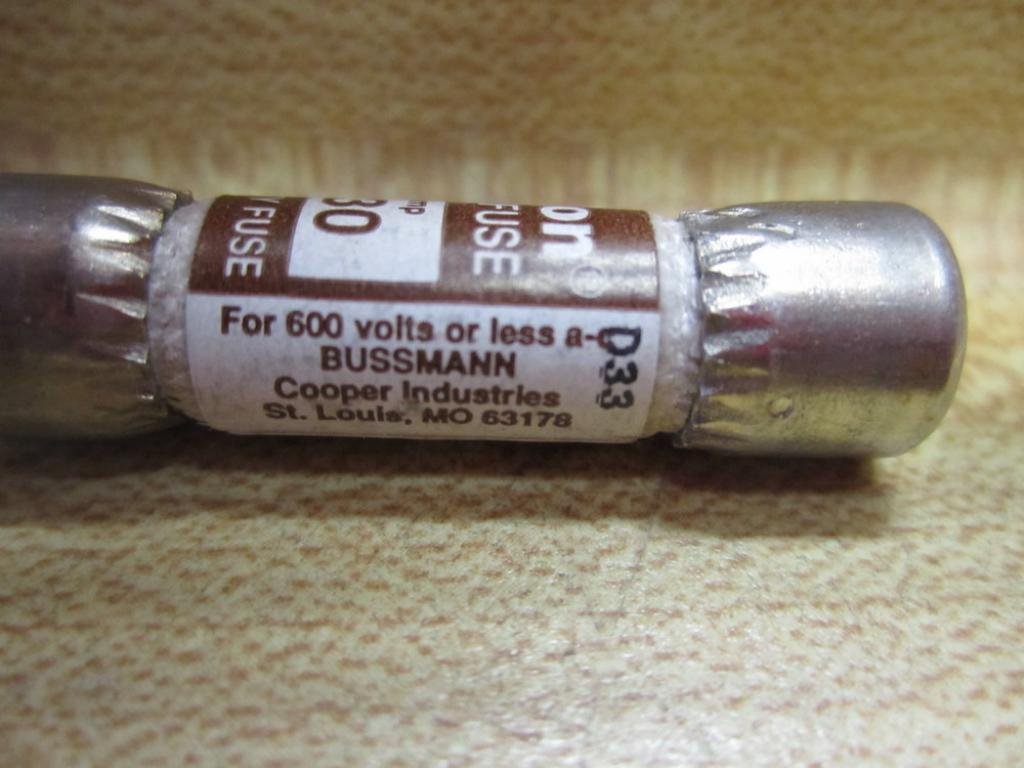 on®
FUSE
30
FUSE
For 600 volts or less a-c
BUSSMANN
Cooper Industries
St. Louis, MO 63178
D33